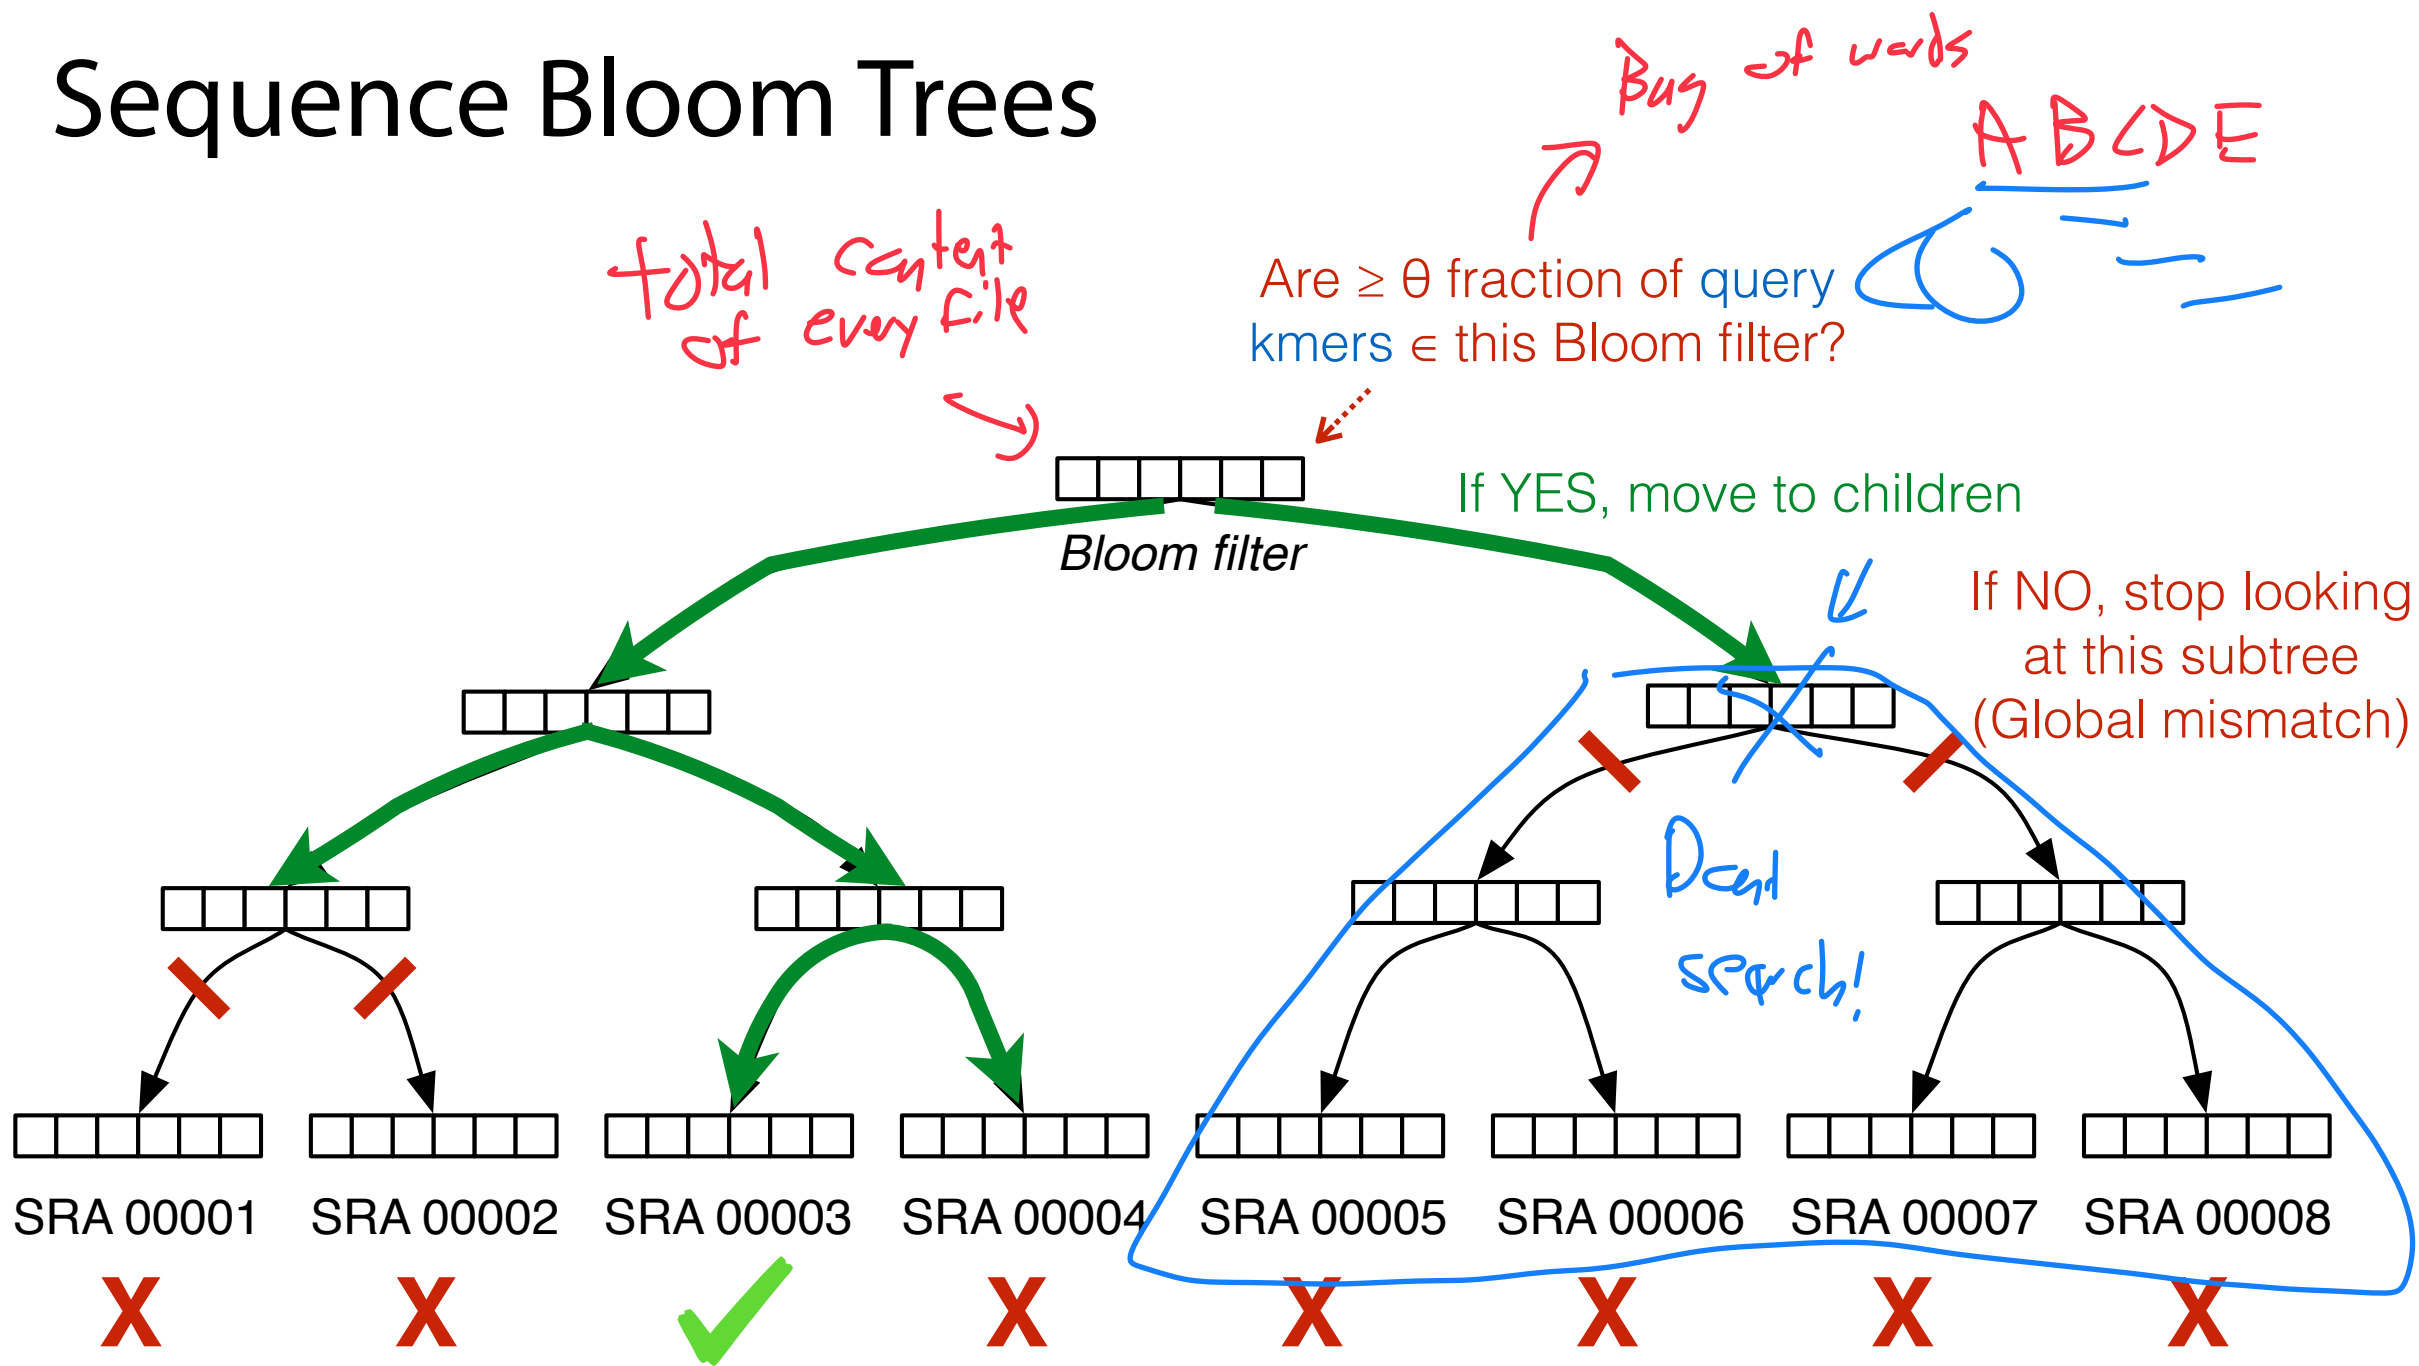 Sequence Bloom Trees
Bag of words
A B C D E
total content
of every file
Are ≥ θ fraction of query
kmers ∈ this Bloom filter?
If YES, move to children
Bloom filter
If NO, stop looking
at this subtree
(Global mismatch)
Dont
search!
SRA 00001 SRA 00002 SRA 00003 SRA 00004 SRA 00005 SRA 00006 SRA 00007 SRA 00008
X X ✓ X X X X X